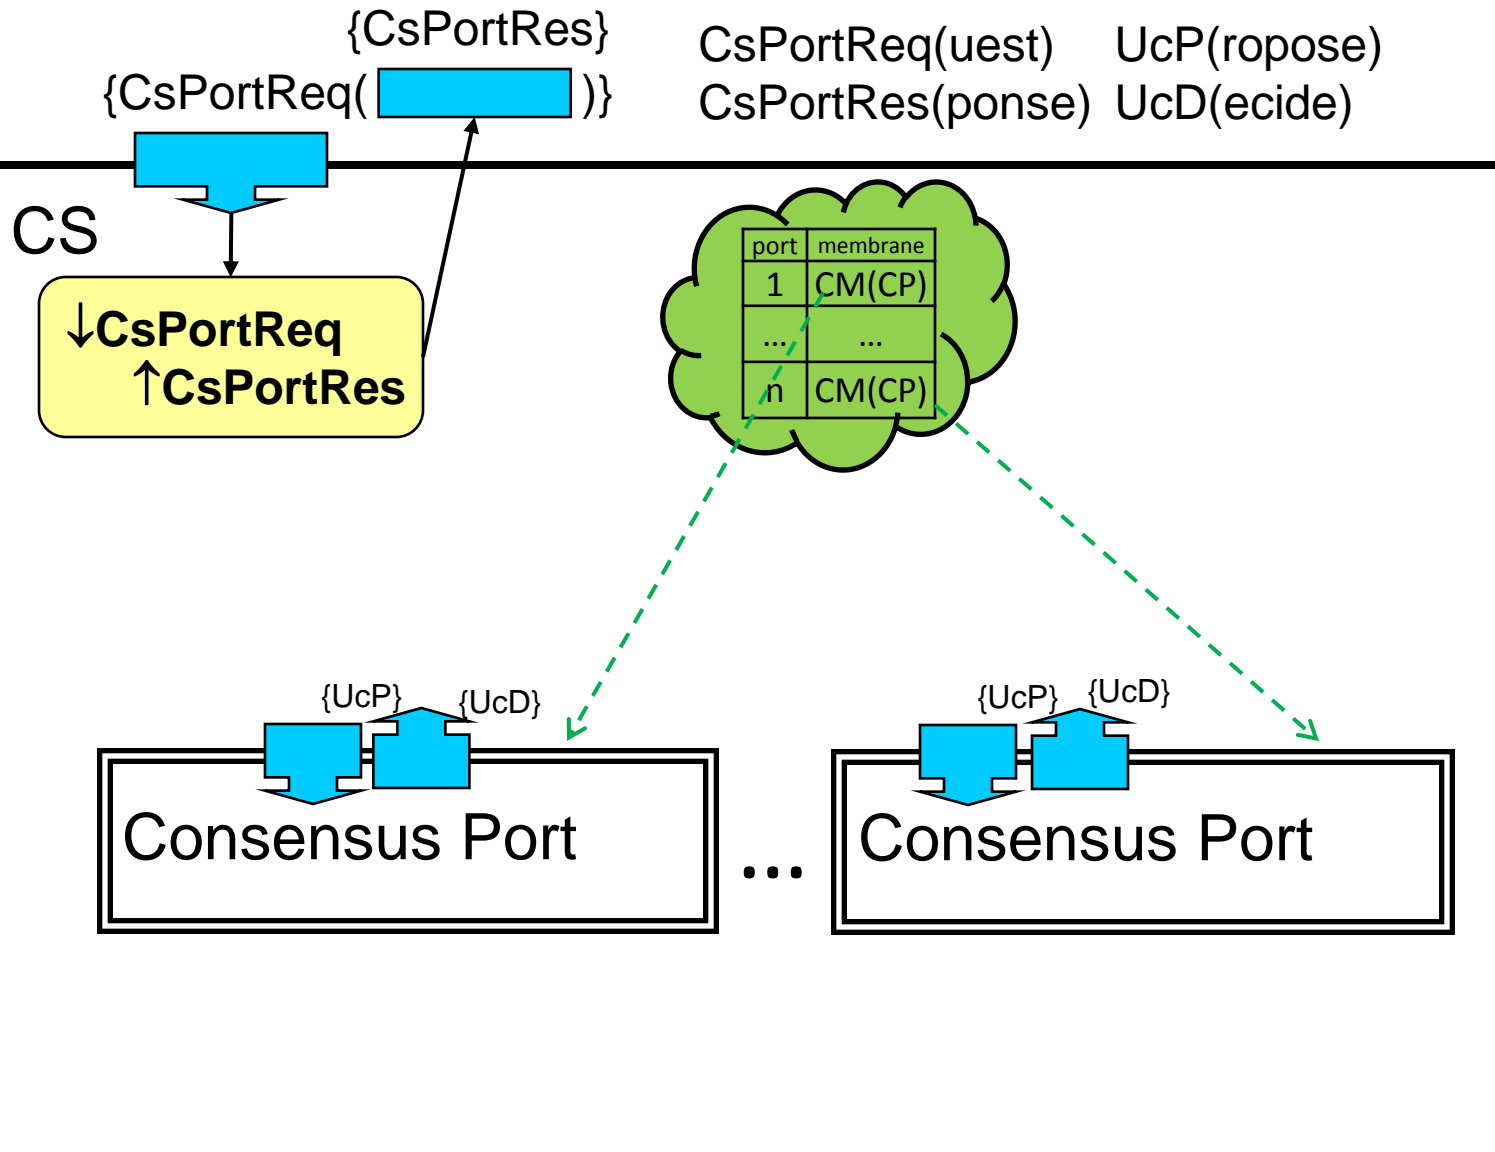 {CsPortRes}
{CsPortReq( )}
CsPortReq(uest) UcP(ropose)
CsPortRes(ponse) UcD(ecide)
CS
↓CsPortReq
↑CsPortRes
port membrane
1 CM(CP)
... ...
n CM(CP)
{UcP} {UcD}
Consensus Port
...
{UcP} {UcD}
Consensus Port